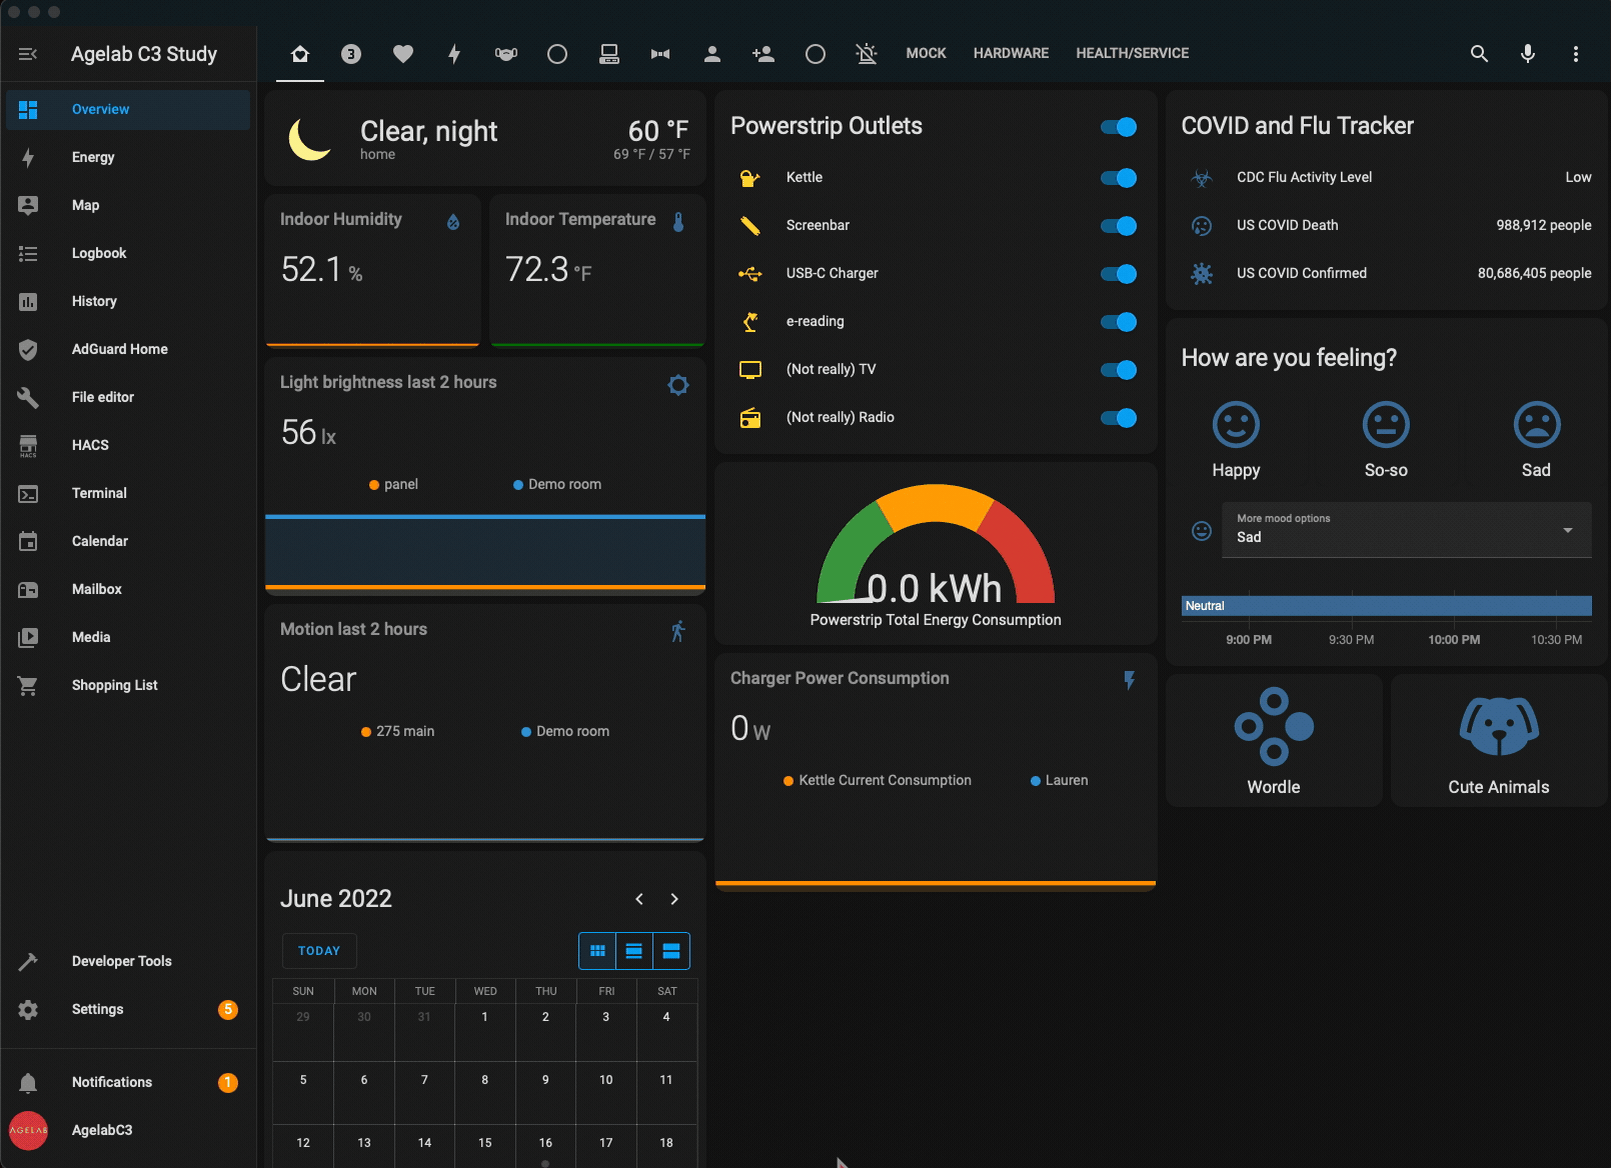 Agelab C3 Study
3
MOCK
HARDWARE
HEALTH/SERVICE
Overview
Energy
Map
Logbook
History
AdGuard Home
File editor
HACS
HACS
Terminal
Calendar
Mailbox
Media
Shopping List
Developer Tools
Settings
5
Notifications
1
AGELAB
AgelabC3
Clear, night
home
60 °F
69 °F / 57 °F
Indoor Humidity
52.1 %
Indoor Temperature
72.3 °F
Light brightness last 2 hours
56 lx
panel
Demo room
Motion last 2 hours
Clear
275 main
Demo room
June 2022
TODAY
SUN MON TUE WED THU FRI SAT
29 30 31 1 2 3 4
5 6 7 8 9 10 11
12 13 14 15 16 17 18
Powerstrip Outlets
Kettle
Screenbar
USB-C Charger
e-reading
(Not really) TV
(Not really) Radio
0.0 kWh
Powerstrip Total Energy Consumption
Charger Power Consumption
0 W
Kettle Current Consumption
Lauren
COVID and Flu Tracker
CDC Flu Activity Level Low
US COVID Death 988,912 people
US COVID Confirmed 80,686,405 people
How are you feeling?
Happy So-so Sad
More mood options
Sad
Neutral
9:00 PM 9:30 PM 10:00 PM 10:30 PM
Wordle
Cute Animals